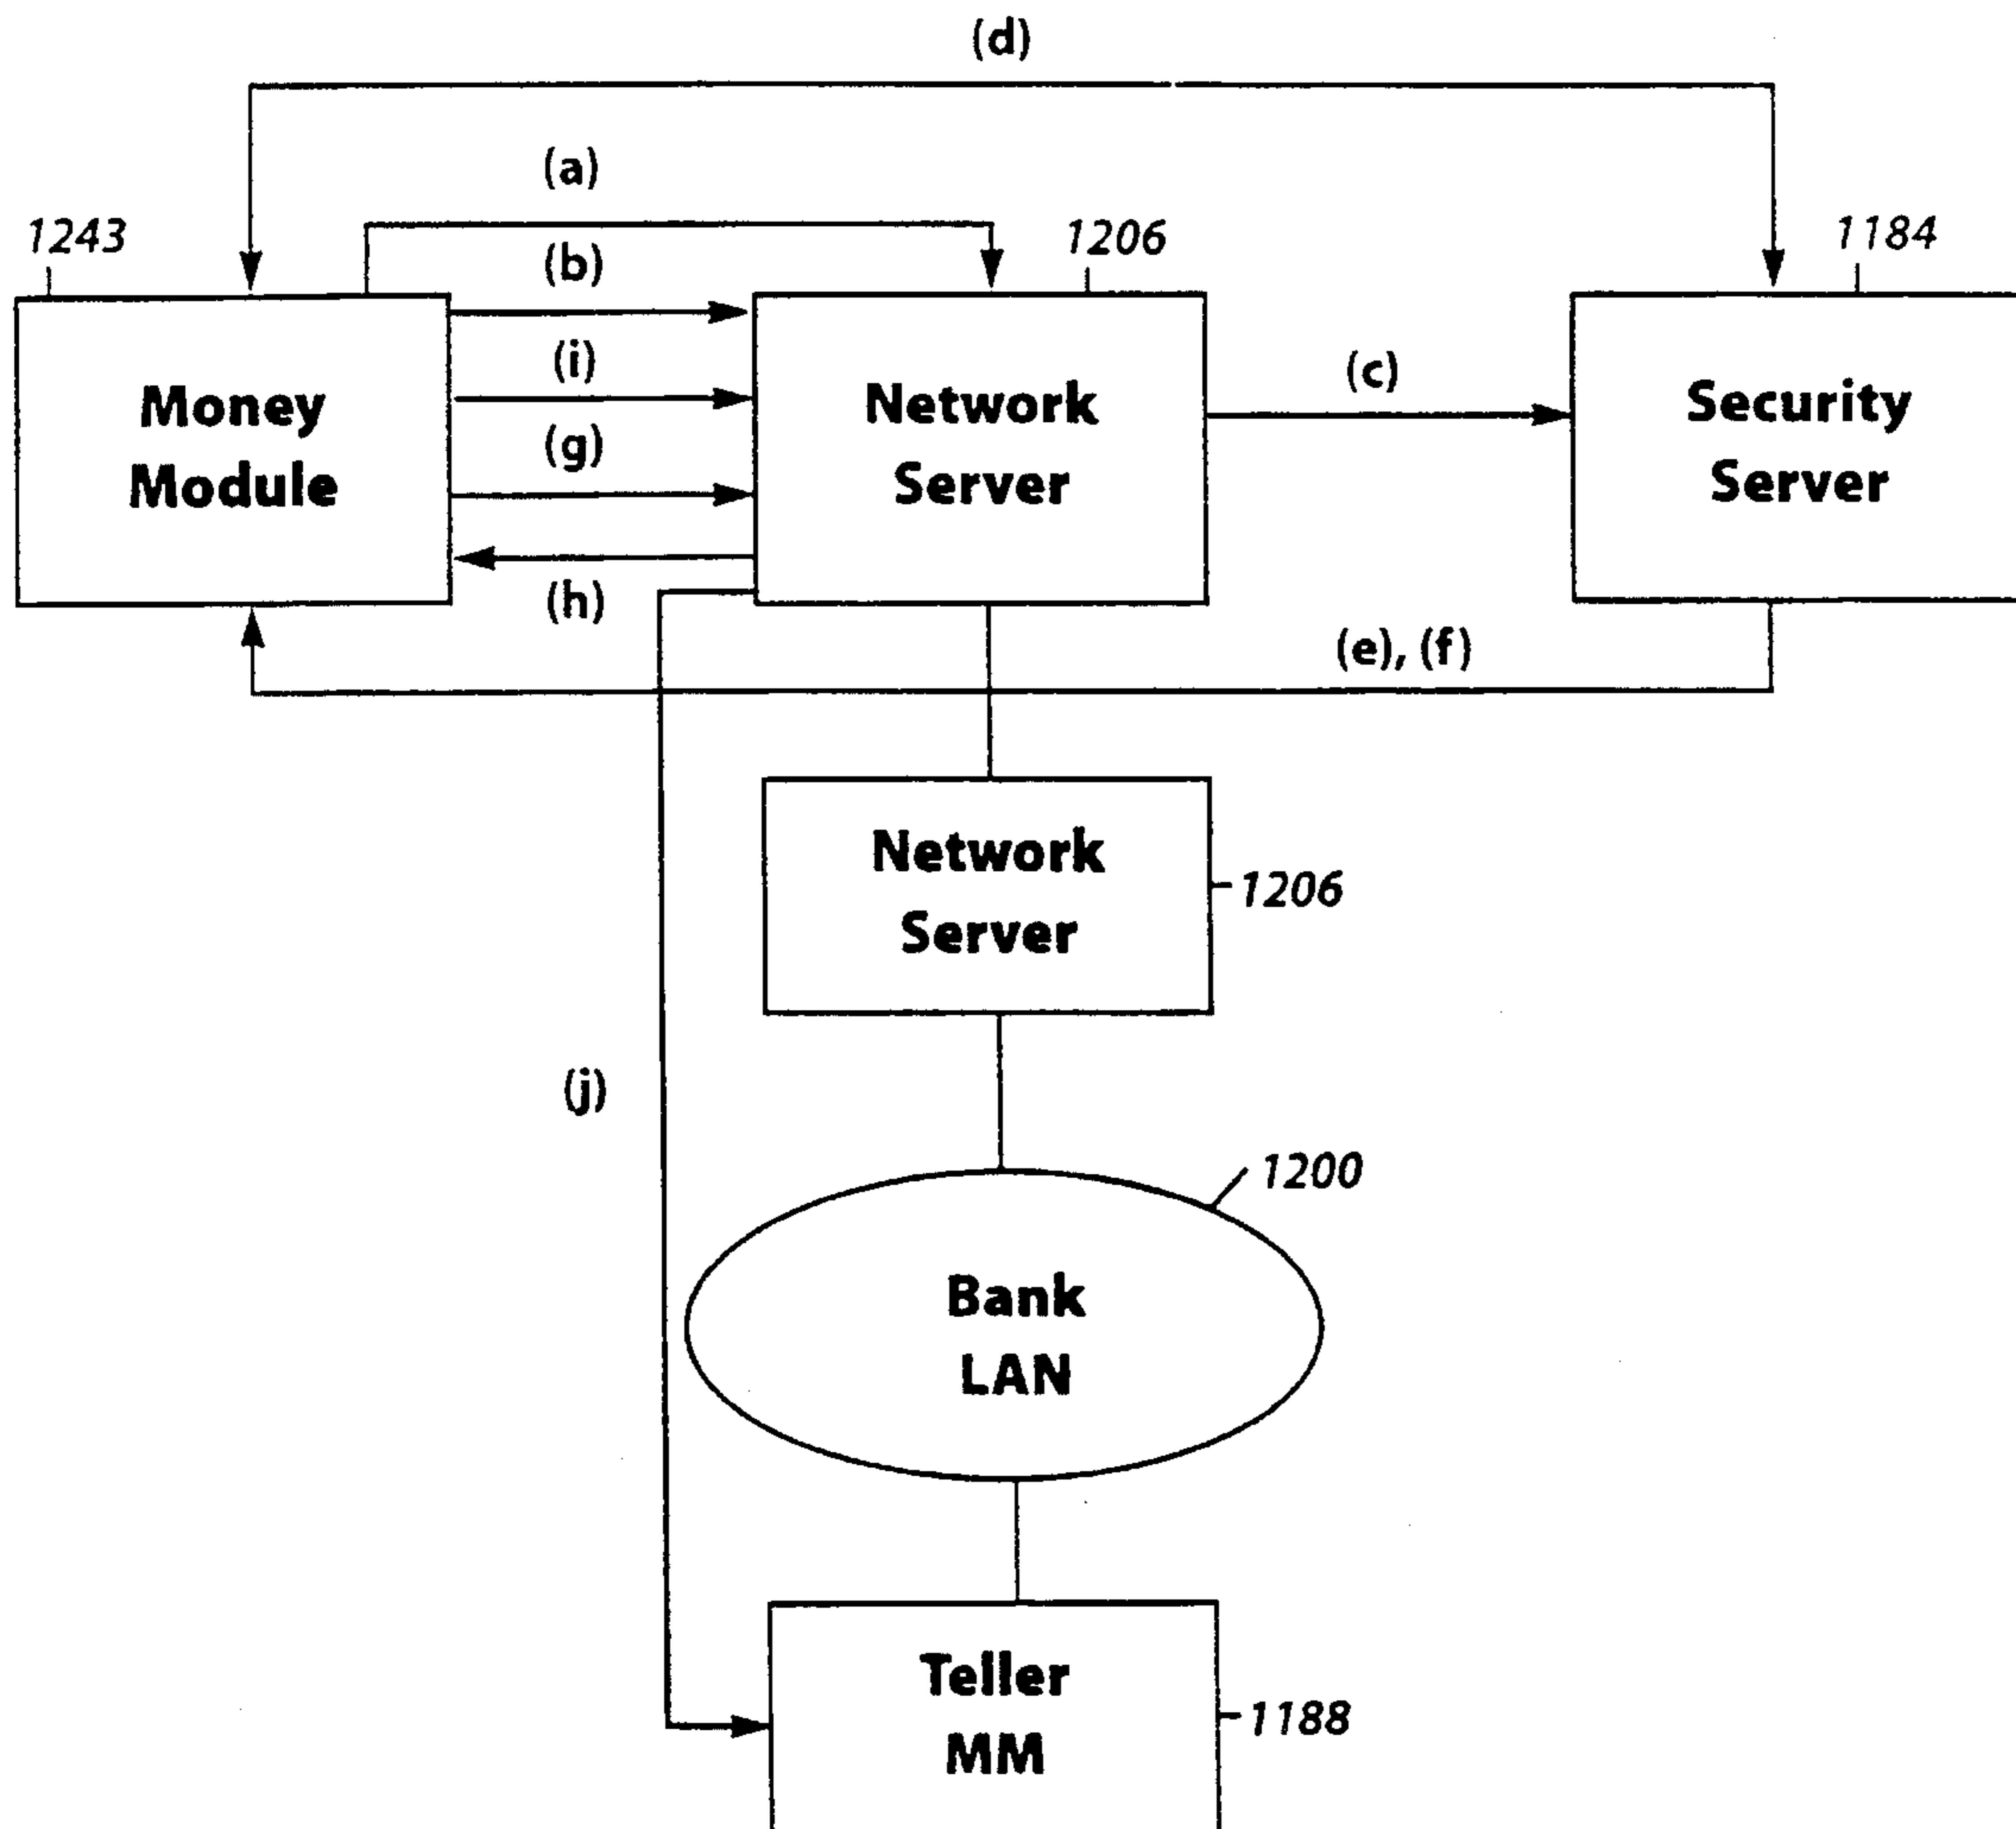 (d)
(a)
1243
1206
1184
(b)
(i)
(c)
Money
Module
Network
Server
Security
Server
(g)
(h)
(e), (f)
Network
Server
1206
(j)
1200
Bank
LAN
Teller
MM
1188